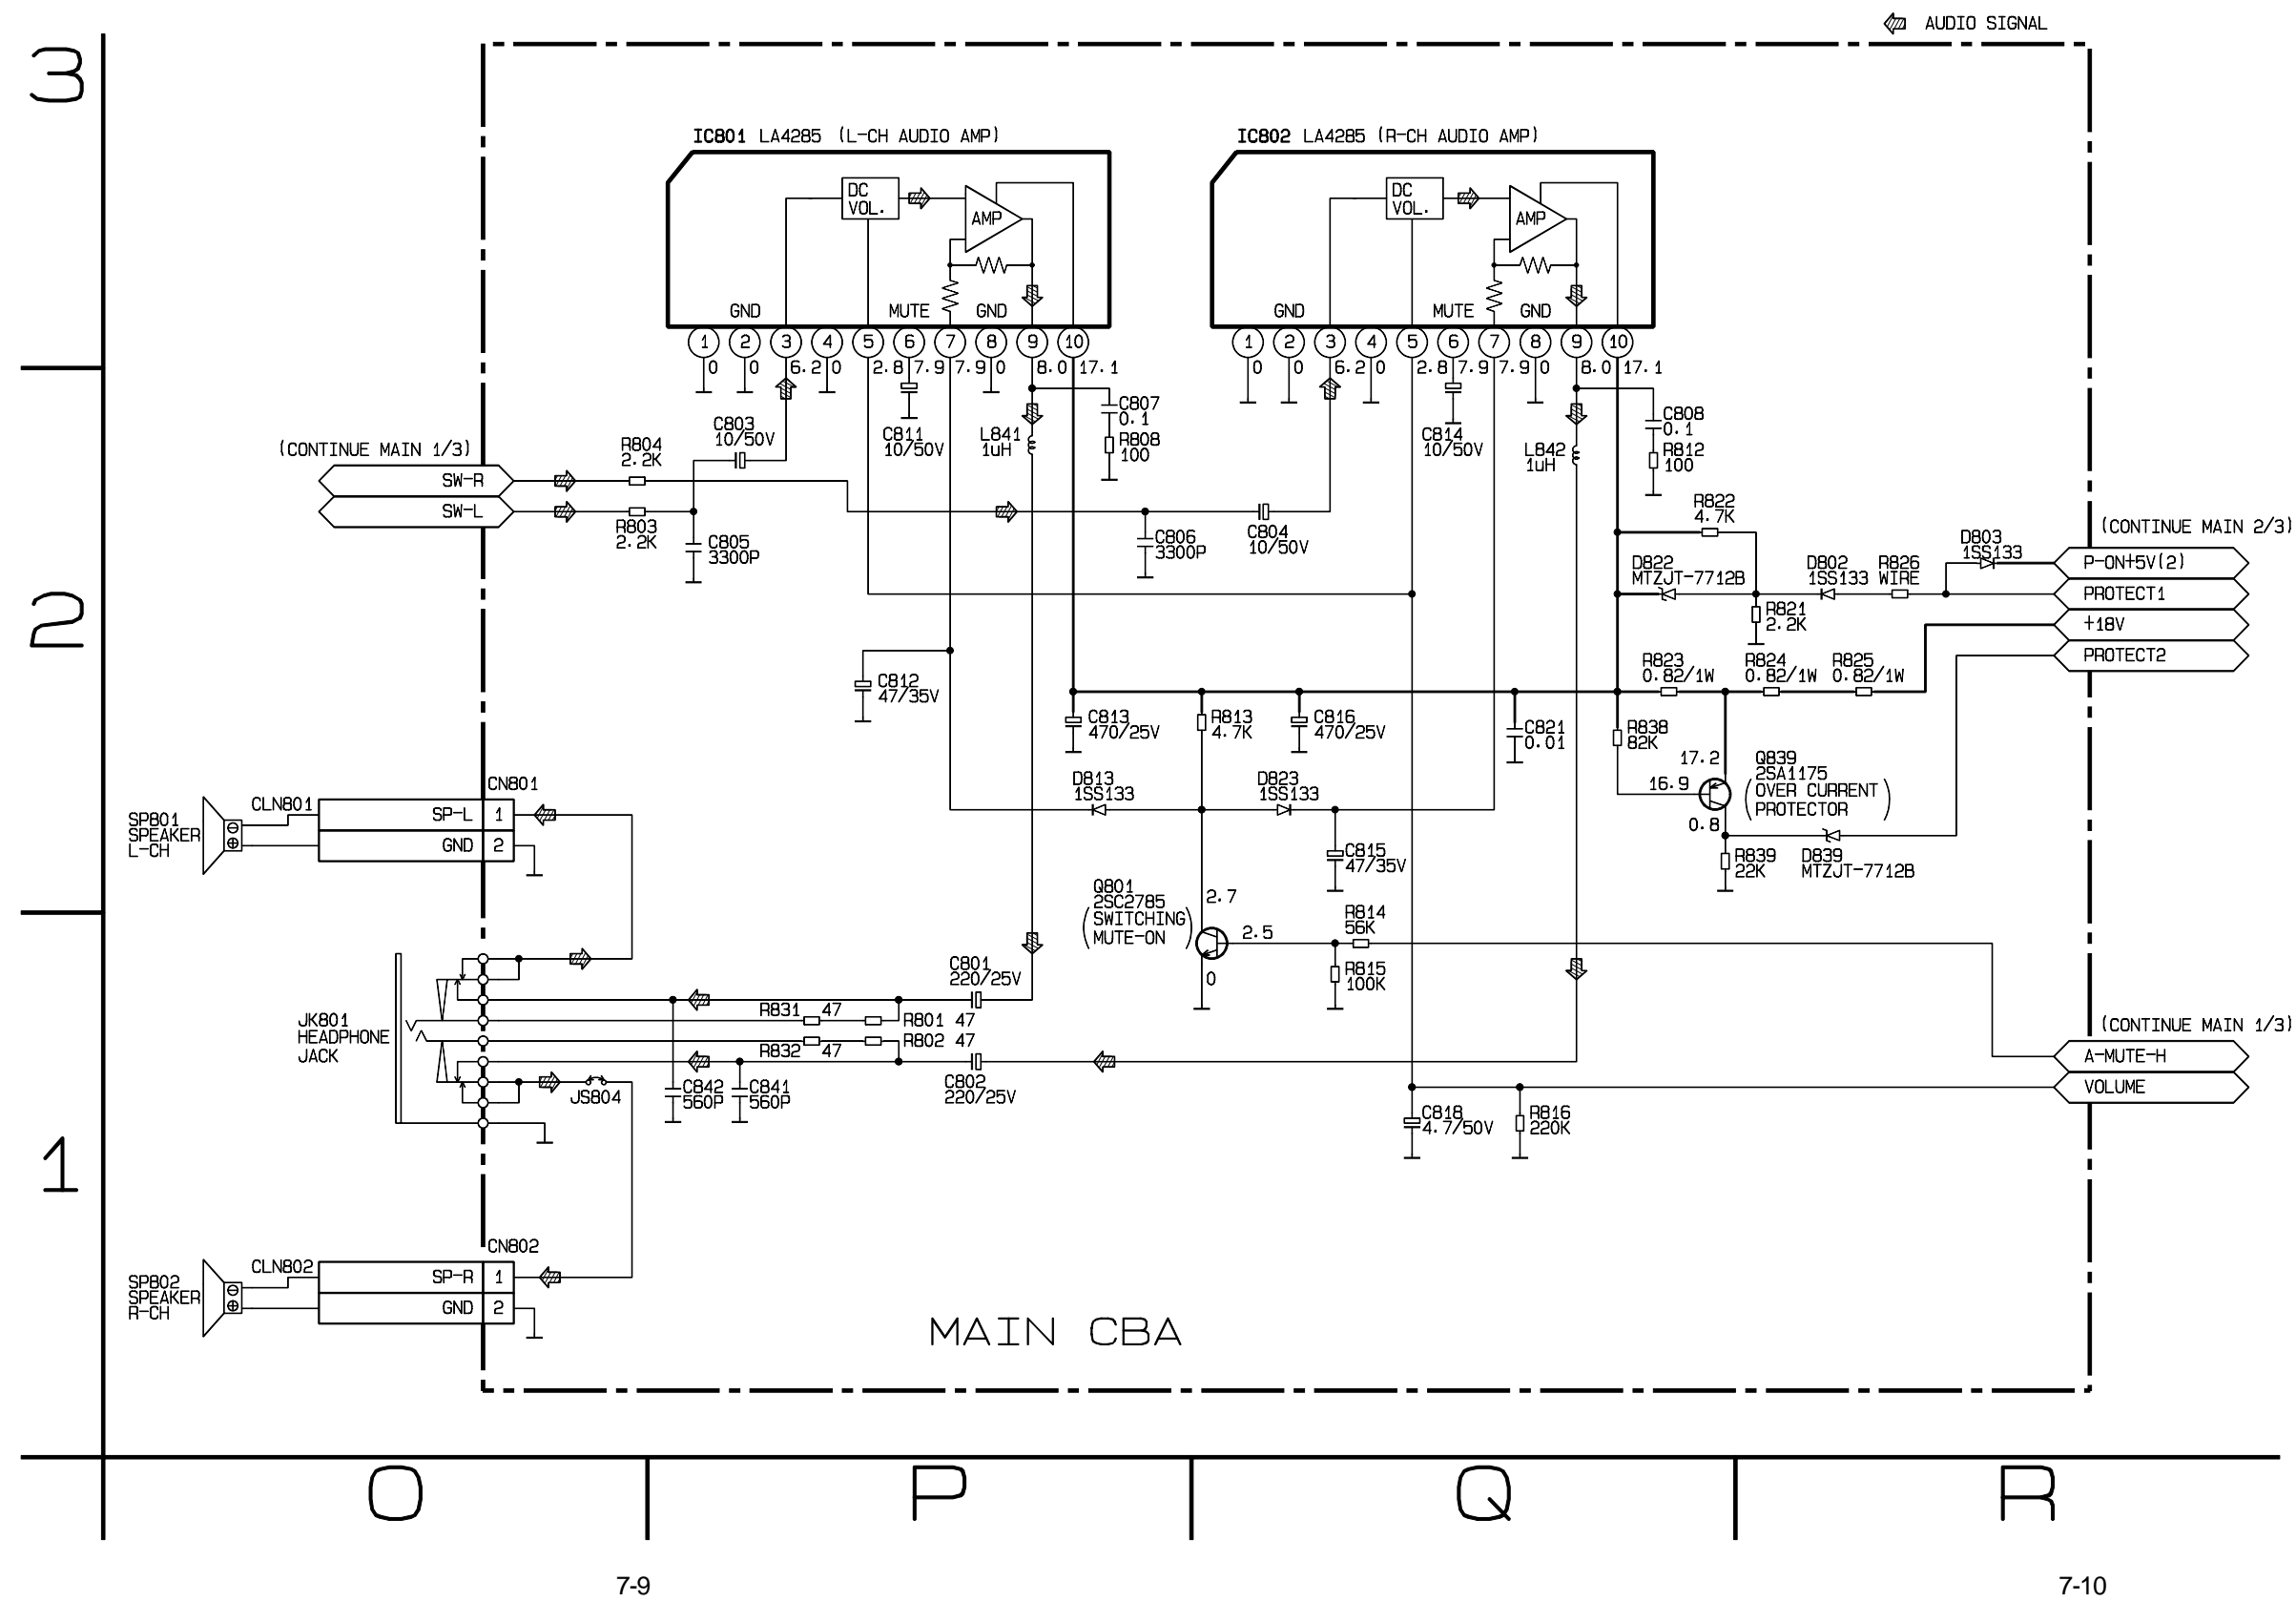 AUDIO SIGNAL
3
IC801 LA4285 (L-CH AUDIO AMP)
IC802 LA4285 (R-CH AUDIO AMP)
DC
VOL.
AMP
DC
VOL.
AMP
GND
MUTE
GND
GND
MUTE
GND
1 2 3 4 5 6 7 8 9 10
1 2 3 4 5 6 7 8 9 10
0 0 6.2 0 2.8 7.9 7.9 0 8.0 17.1
0 0 6.2 0 2.8 7.9 7.9 0 8.0 17.1
C803
10/50V
C811
10/50V
L841
1uH
C807
0.1
R808
100
C814
10/50V
L842
1uH
C808
0.1
R812
100
(CONTINUE MAIN 1/3)
SW-R
SW-L
R804
2.2K
R803
2.2K
C805
3300P
C806
3300P
C804
10/50V
R822
4.7K
D822
MTZJT-7712B
D802
1SS133
R826
WIRE
D803
1SS133
(CONTINUE MAIN 2/3)
P-ON+5V(2)
PROTECT1
+18V
PROTECT2
R821
2.2K
2
C812
47/35V
R823
0.82/1W
R824
0.82/1W
R825
0.82/1W
C813
470/25V
R813
4.7K
C816
470/25V
C821
0.01
R838
82K
17.2
16.9
0.8
Q839
2SA1175
(OVER CURRENT
PROTECTOR)
D813
1SS133
D823
1SS133
C815
47/35V
R839
22K
D839
MTZJT-7712B
CN801
CLN801
SP-L 1
GND 2
SP801
SPEAKER
L-CH
Q801
2SC2785
(SWITCHING)
MUTE-ON
2.7
2.5
0
R814
56K
R815
100K
C801
220/25V
R831 47
R801 47
R802 47
R832 47
C802
220/25V
JK801
HEADPHONE
JACK
JS804
C842
560P
C841
560P
C818
4.7/50V
R816
220K
(CONTINUE MAIN 1/3)
A-MUTE-H
VOLUME
1
CN802
CLN802
SP-R 1
GND 2
SP802
SPEAKER
R-CH
MAIN CBA
O P Q R
7-9
7-10